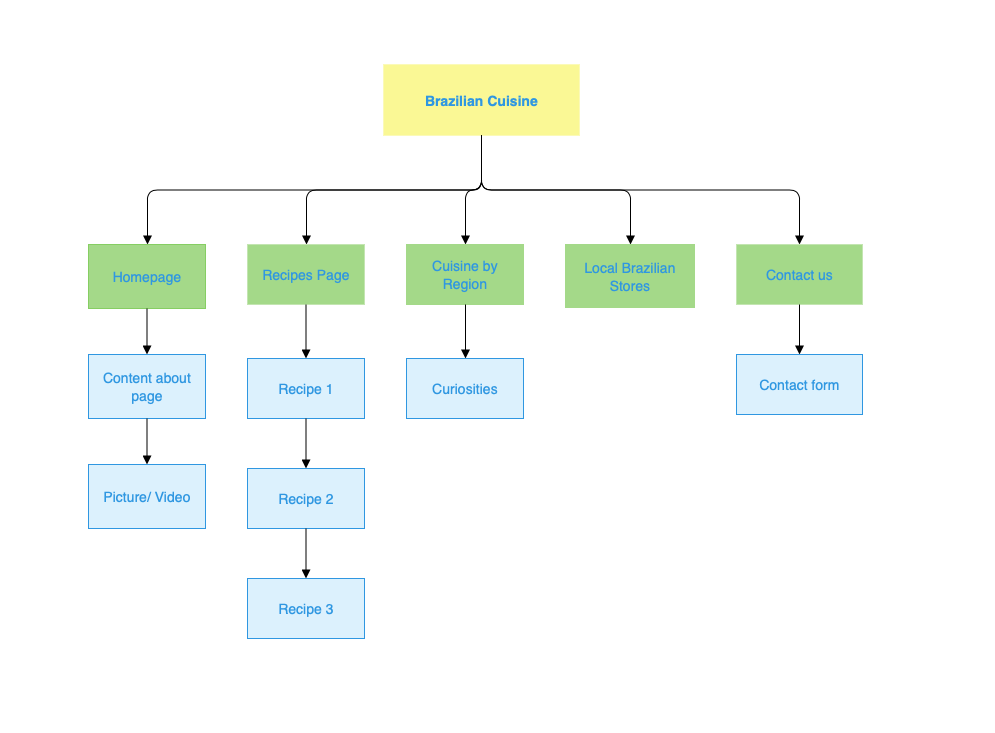 Brazilian Cuisine
Homepage
Recipes Page
Cuisine by
Region
Local Brazilian
Stores
Contact us
Content about
page
Recipe 1
Curiosities
Contact form
Picture/ Video
Recipe 2
Recipe 3